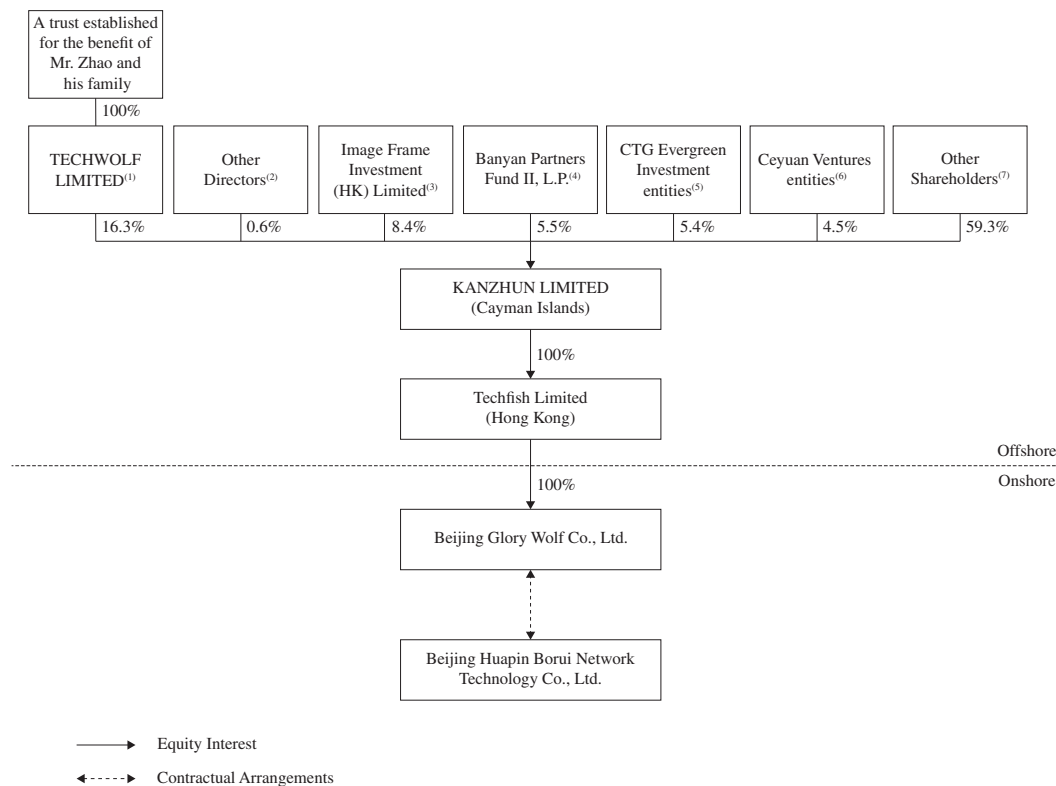 A trust established
for the benefit of
Mr. Zhao and
his family
100%
TECHWOLF
LIMITED(1)
Other
Directors(2)
Image Frame
Investment
(HK) Limited(3)
Banyan Partners
Fund II, L.P.(4)
CTG Evergreen
Investment
entities(5)
Ceyuan Ventures
entities(6)
Other
Shareholders(7)
16.3%
0.6%
8.4%
5.5%
5.4%
4.5%
59.3%
KANZHUN LIMITED
(Cayman Islands)
100%
Techfish Limited
(Hong Kong)
Offshore
Onshore
100%
Beijing Glory Wolf Co., Ltd.
Beijing Huapin Borui Network
Technology Co., Ltd.
Equity Interest
Contractual Arrangements